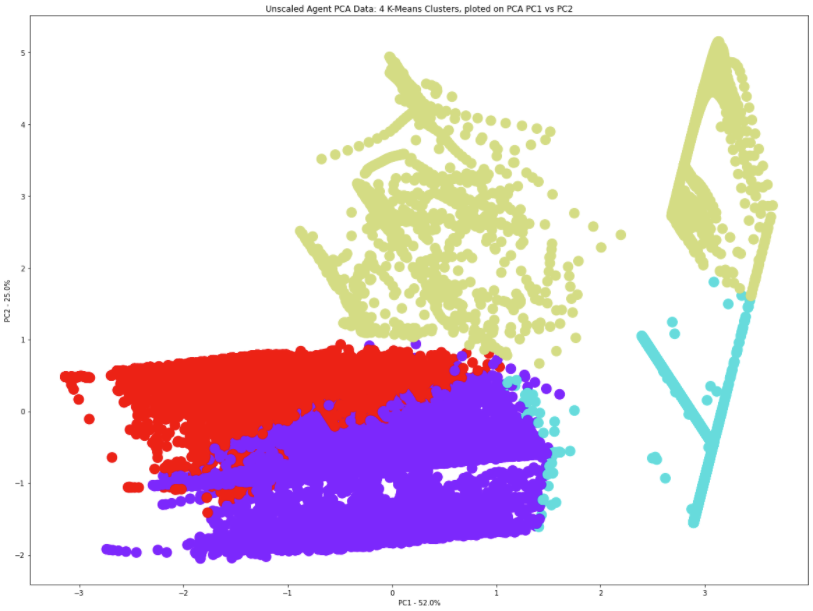 Unscaled Agent PCA Data: 4 K-Means Clusters, ploted on PCA PC1 vs PC2
5
4
3
2
1
0
−1
−2
PC2 - 25.0%
−3 −2 −1 0 1 2 3
PC1 - 52.0%